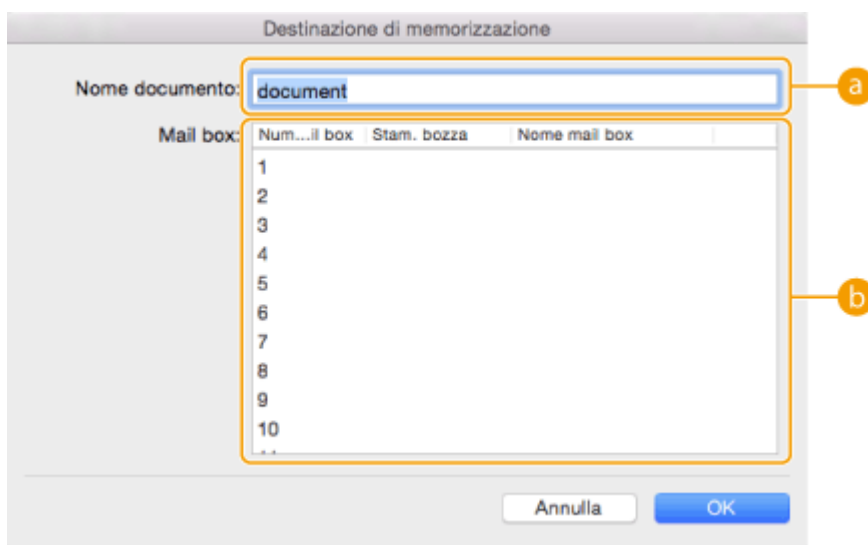 Destinazione di memorizzazione
Nome documento: document a
Mail box: Num...il box Stam. bozza Nome mail box
1
2
3
4
5
6
7
8
9
10
b
Annulla OK